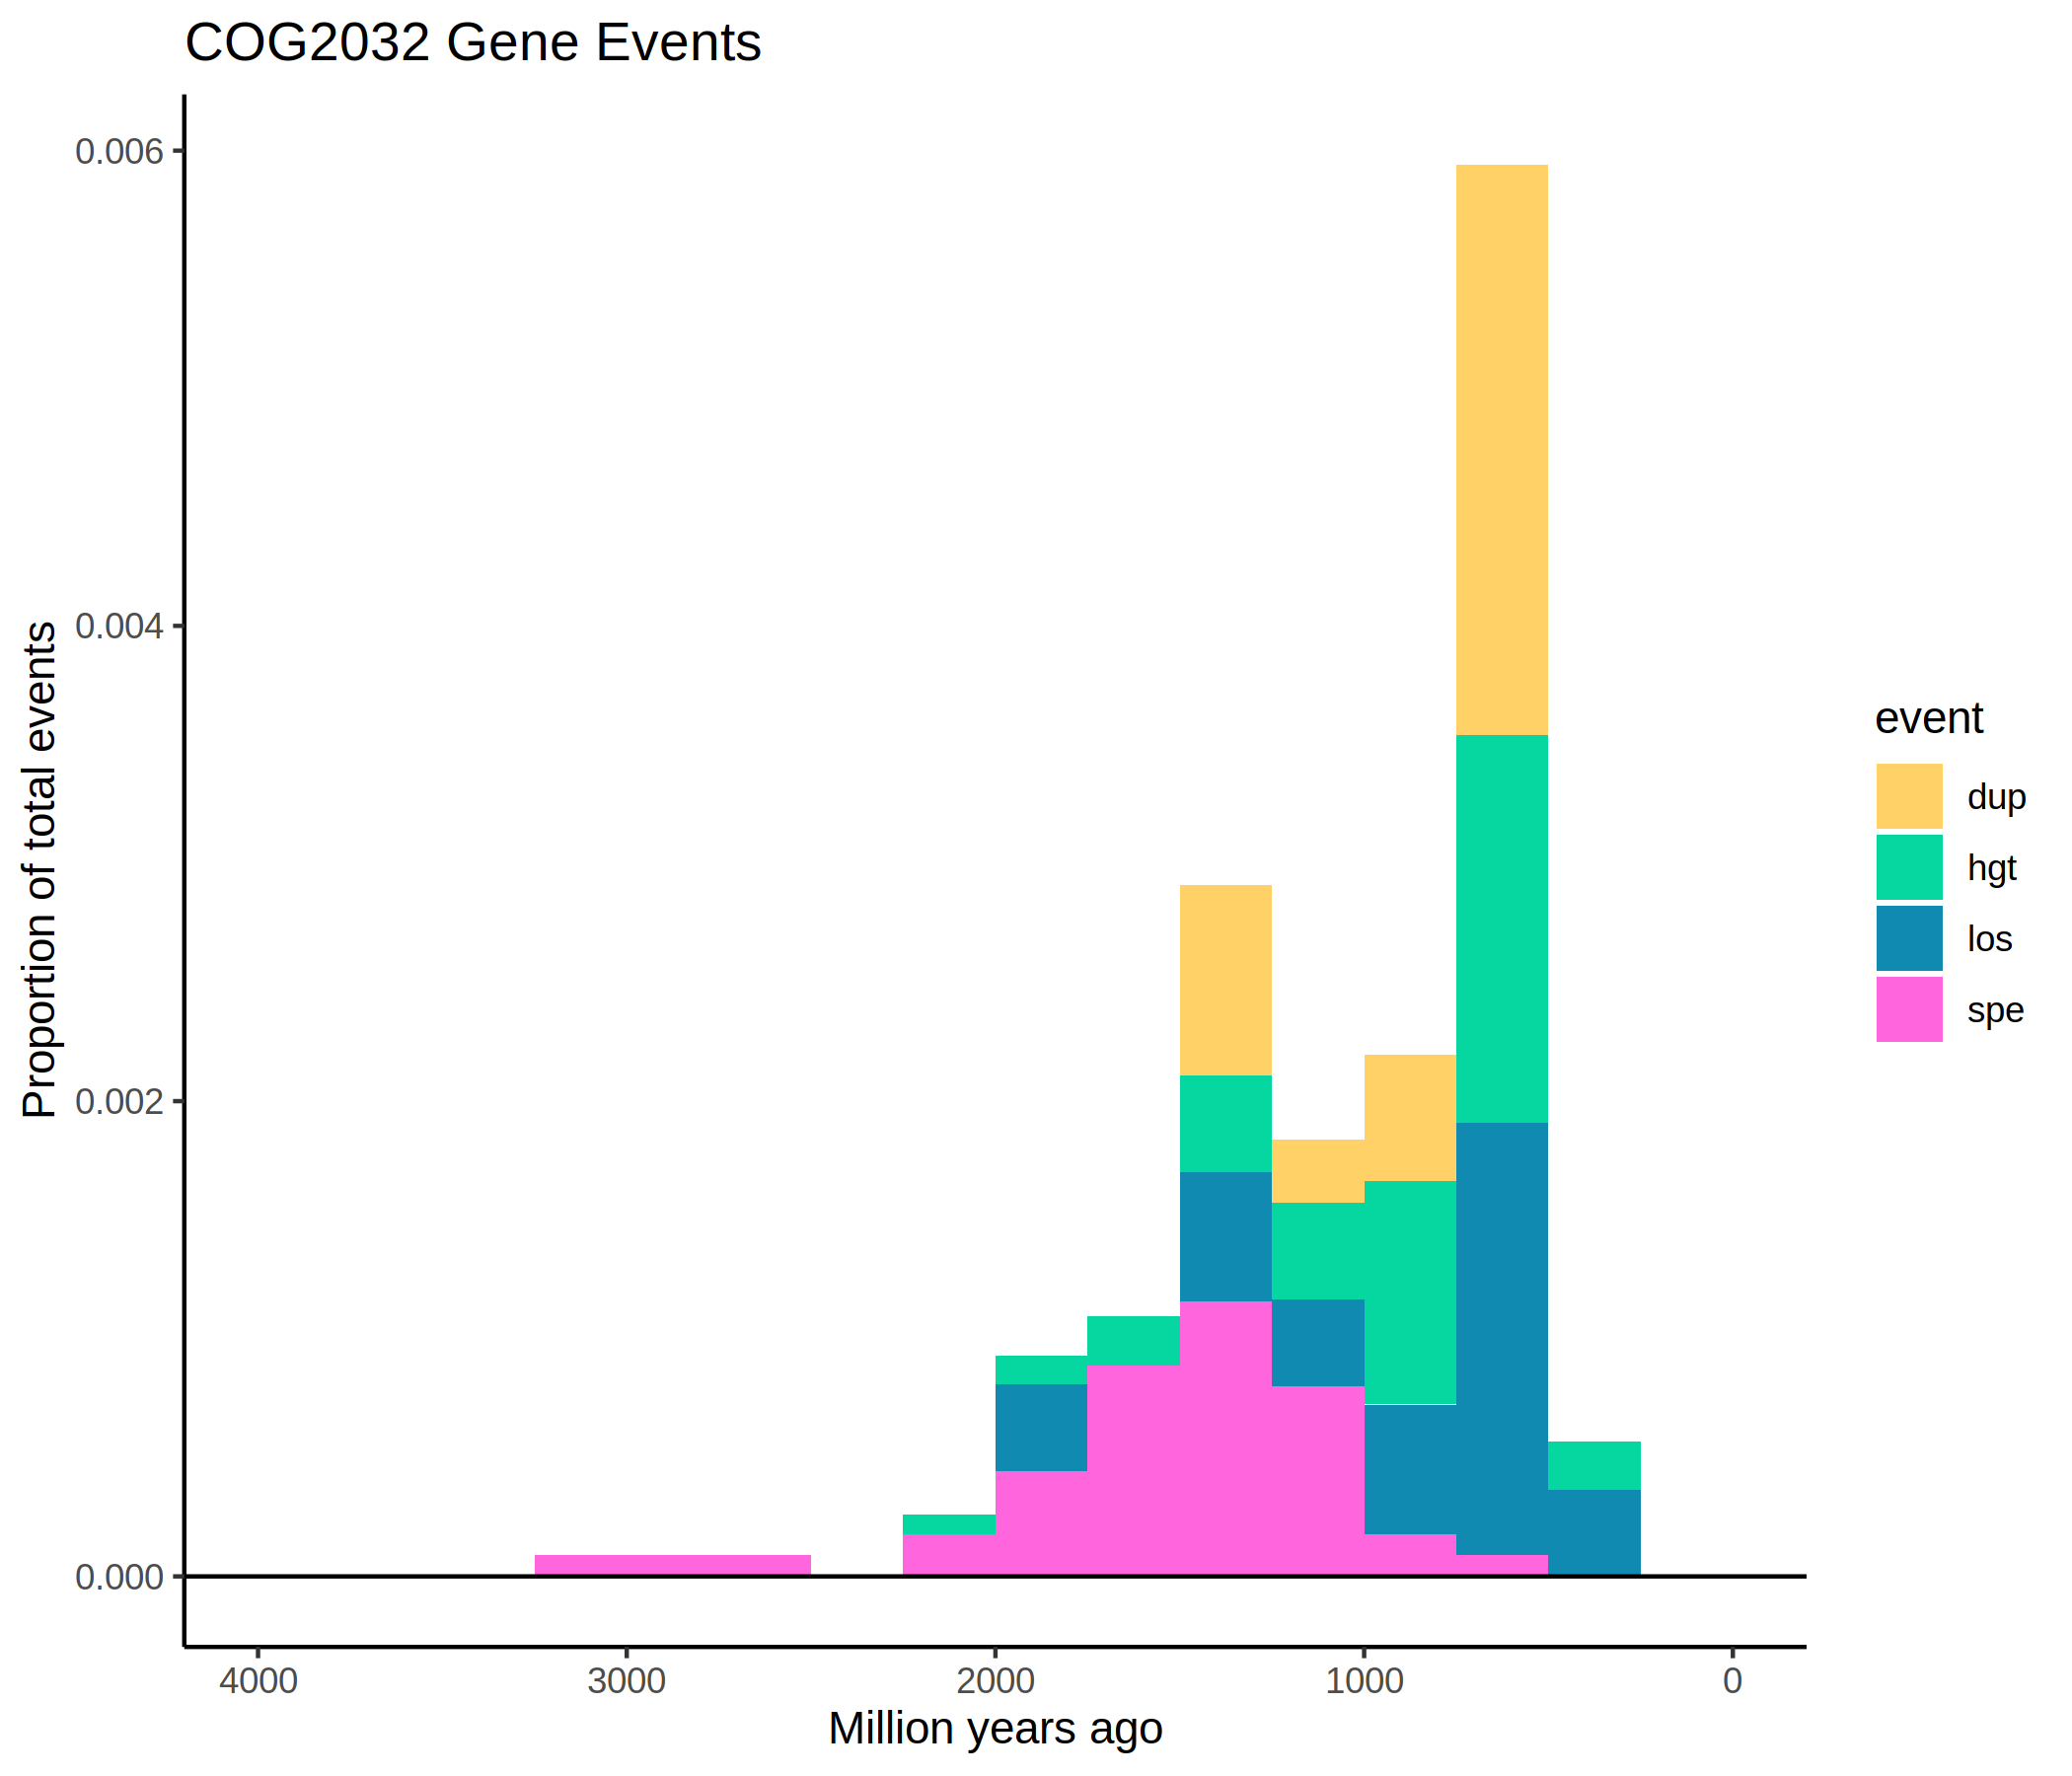 COG2032 Gene Events
Proportion of total events
0.006
0.004
0.002
0.000
4000 3000 2000 1000 0
Million years ago
event
dup
hgt
los
spe